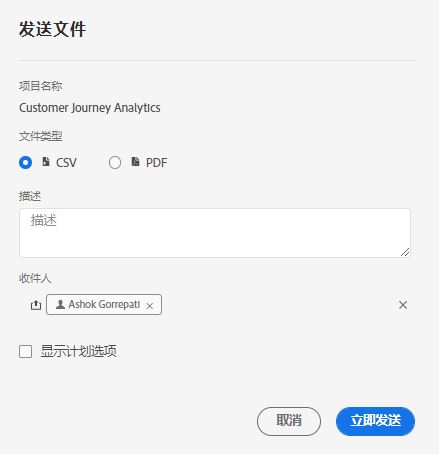 发送文件
项目名称
Customer Journey Analytics
文件类型
CSV PDF
描述
描述
收件人
Ashok Gorrepati ×
×
显示计划选项
取消 立即发送